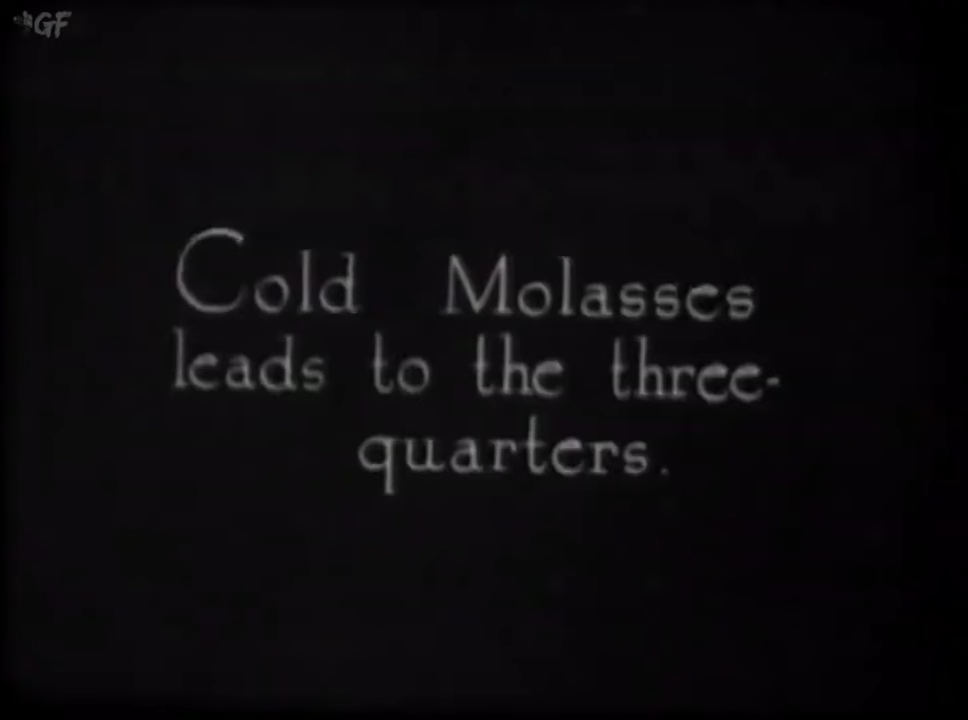 GF
Cold Molasses
leads to the three-
quarters.